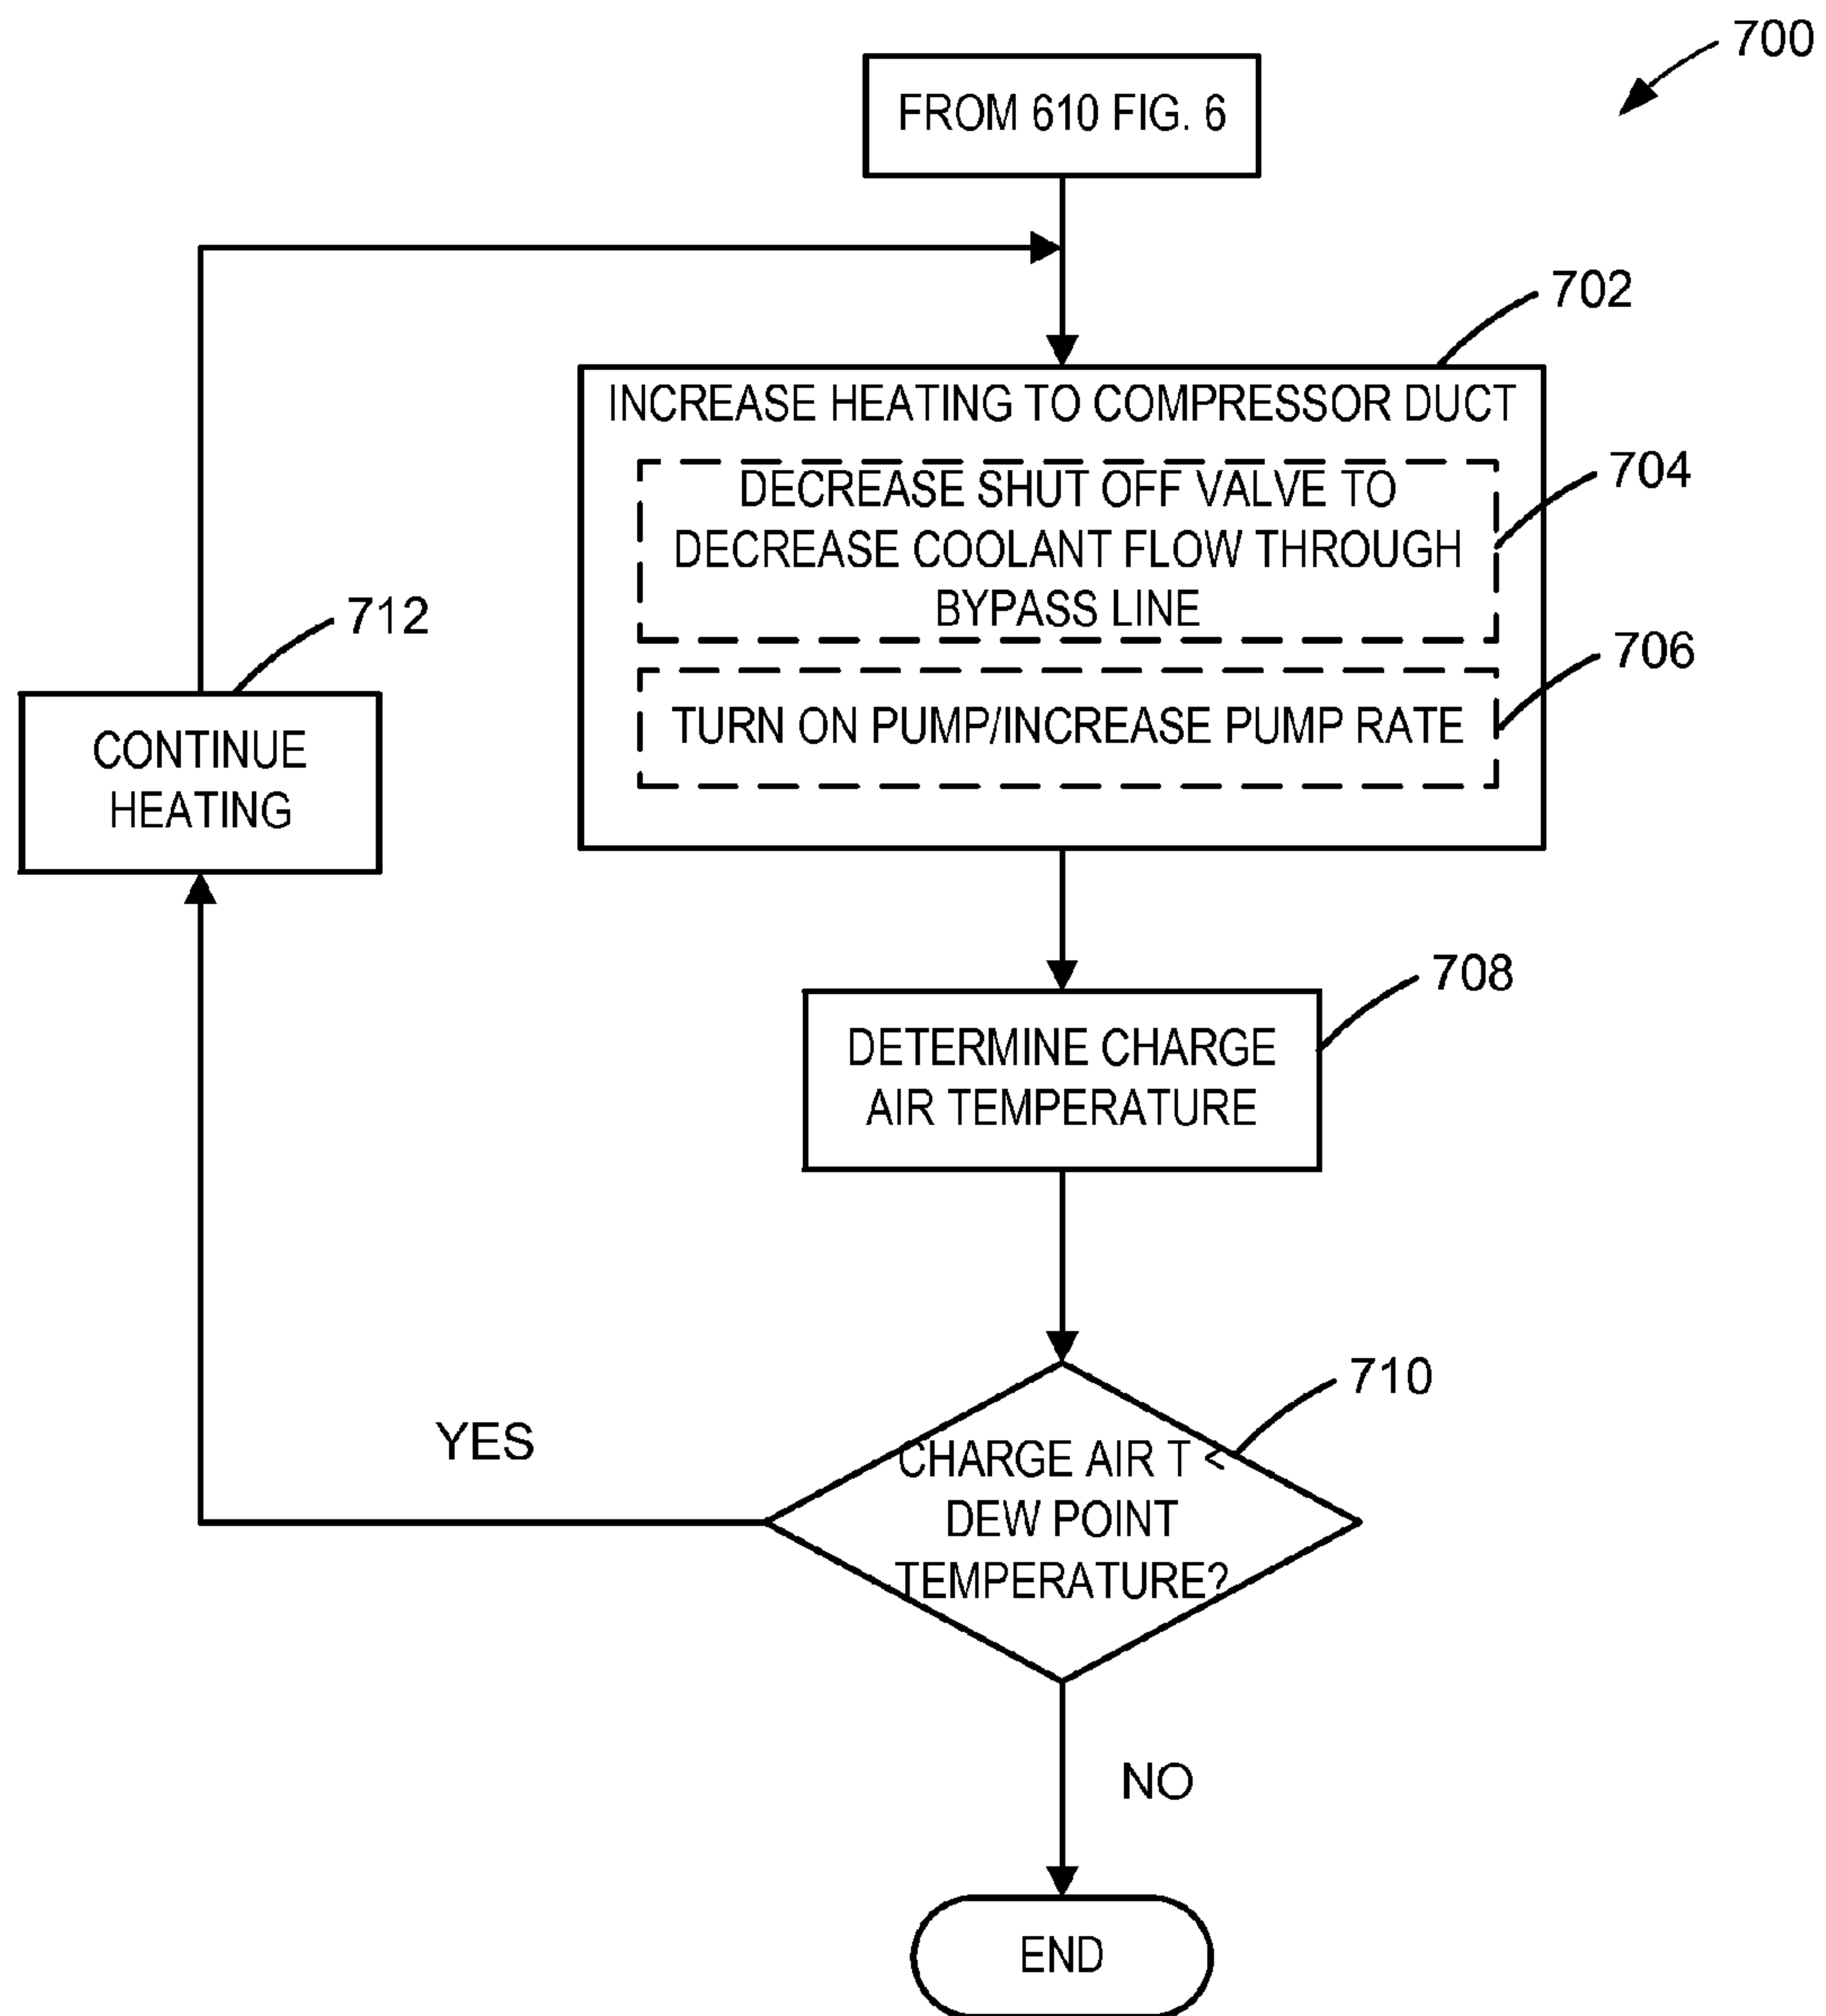 700
FROM 610 FIG. 6
702
INCREASE HEATING TO COMPRESSOR DUCT
DECREASE SHUT OFF VALVE TO
DECREASE COOLANT FLOW THROUGH
BYPASS LINE
704
TURN ON PUMP/INCREASE PUMP RATE
706
712
CONTINUE
HEATING
708
DETERMINE CHARGE
AIR TEMPERATURE
710
CHARGE AIR T <
DEW POINT
TEMPERATURE?
YES
NO
END